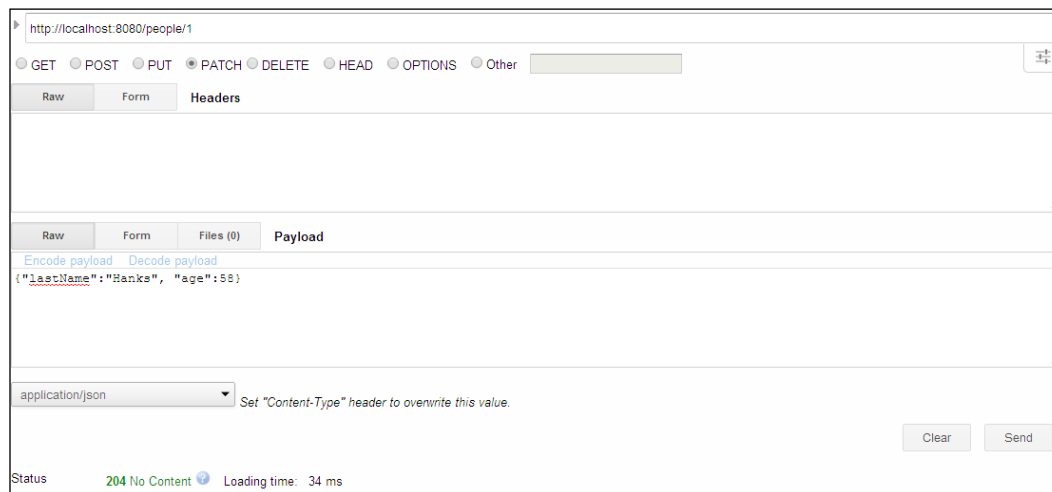 http://localhost:8080/people/1
GET POST PUT PATCH DELETE HEAD OPTIONS Other
Raw Form Headers
Raw Form Files (0) Payload
Encode payload Decode payload
{"lastName":"Hanks", "age":58}
application/json Set "Content-Type" header to overwrite this value.
Clear Send
Status 204 No Content ? Loading time: 34 ms